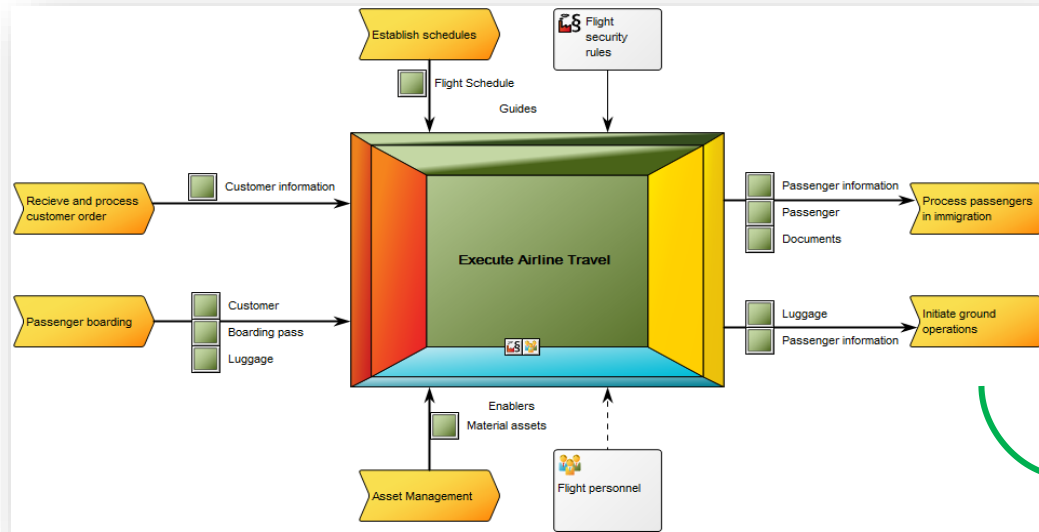 Establish schedules
Flight
security
rules
Flight Schedule
Guides
Customer information
Recieve and process
customer order
Passenger information
Passenger
Documents
Process passengers
in immigration
Execute Airline Travel
Customer
Boarding pass
Luggage
Passenger boarding
Luggage
Passenger information
Initiate ground
operations
Enablers
Material assets
Asset Management
Flight personnel